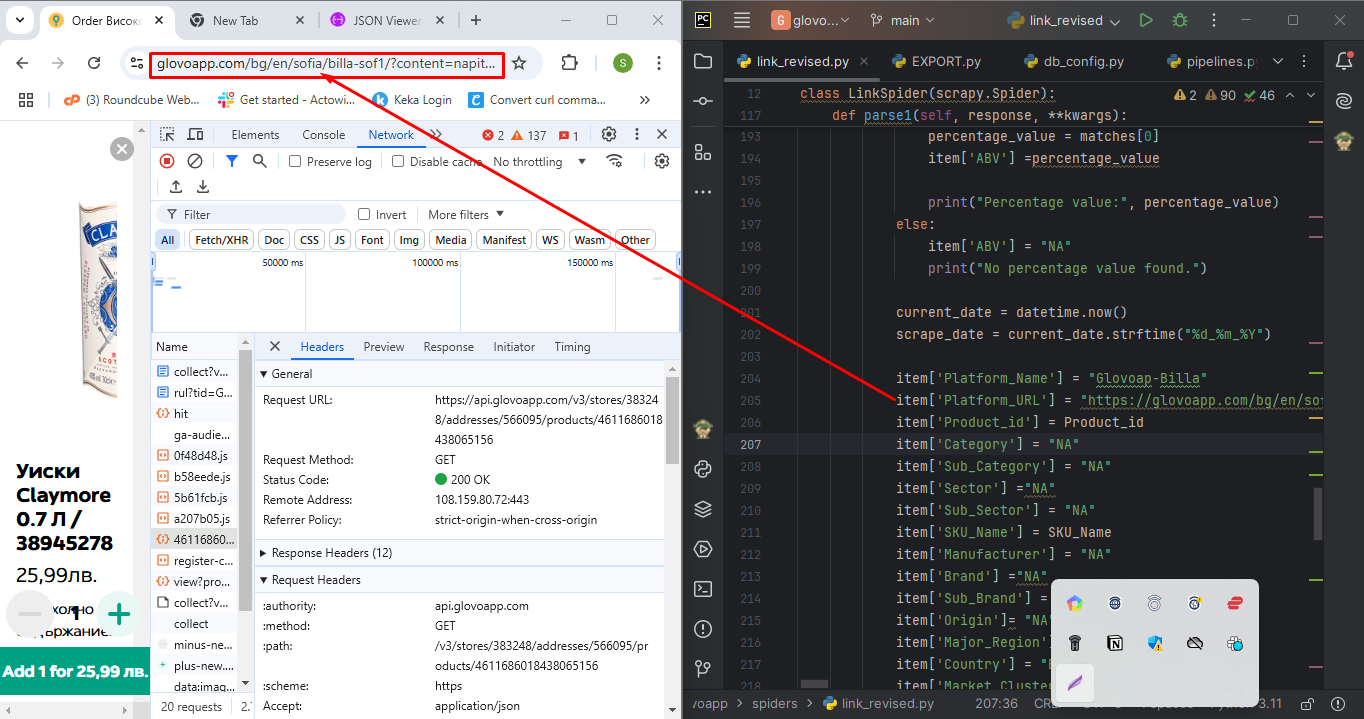 Order Високо
New Tab
JSON Viewer
glovoapp.com/bg/en/sofia/billa-sof1/?content=napit...
S
(3) Roundcube Web...
Get started - Actowi...
Keka Login
Convert curl comma...
Elements
Console
Network
2
137
1
Preserve log
Disable cache
No throttling
Filter
Invert
More filters
All
Fetch/XHR
Doc
CSS
JS
Font
Img
Media
Manifest
WS
Wasm
Other
50000 ms
100000 ms
150000 ms
Name
collect?v...
rul?tid=G...
hit
ga-audie...
0f48d48.js
b58eede.js
5b61fcb.js
a207b05.js
46116860...
register-c...
view?pro...
collect?v...
collect
minus-ne...
plus-new....
data:imag...
20 requests
2.
Headers
Preview
Response
Initiator
Timing
General
Request URL:
https://api.glovoapp.com/v3/stores/38324
8/addresses/566095/products/4611686018
438065156
Request Method:
GET
Status Code:
200 OK
Remote Address:
108.159.80.72:443
Referrer Policy:
strict-origin-when-cross-origin
Response Headers (12)
Request Headers
:authority:
api.glovoapp.com
:method:
GET
:path:
/v3/stores/383248/addresses/566095/pr
oducts/4611686018438065156
:scheme:
https
Accept:
application/json
Уиски
Claymore
0.7 Л /
38945278
25,99лв.
1
Add 1 for 25,99 лв.
PC
G
glovo...
main
link_revised
link_revised.py
EXPORT.py
db_config.py
pipelines.py
2
90
46
12 class LinkSpider(scrapy.Spider):
117 def parse1(self, response, **kwargs):
193 percentage_value = matches[0]
194 item['ABV'] =percentage_value
195
196 print("Percentage value:", percentage_value)
197 else:
198 item['ABV'] = "NA"
199 print("No percentage value found.")
200
201 current_date = datetime.now()
202 scrape_date = current_date.strftime("%d_%m_%Y")
203
204 item['Platform_Name'] = "Glovoap-Billa"
205 item['Platform_URL'] = "https://glovoapp.com/bg/en/sof
206 item['Product_id'] = Product_id
207 item['Category'] = "NA"
208 item['Sub_Category'] = "NA"
209 item['Sector'] ="NA"
210 item['Sub_Sector'] = "NA"
211 item['SKU_Name'] = SKU_Name
212 item['Manufacturer'] = "NA"
213 item['Brand'] ="NA"
214 item['Sub_Brand'] =
215 item['Origin']= "NA"
216 item['Major_Region']
217 item['Country'] = "
218 item['Market_Cluster
voapp
spiders
link_revised.py
207:36
3.11